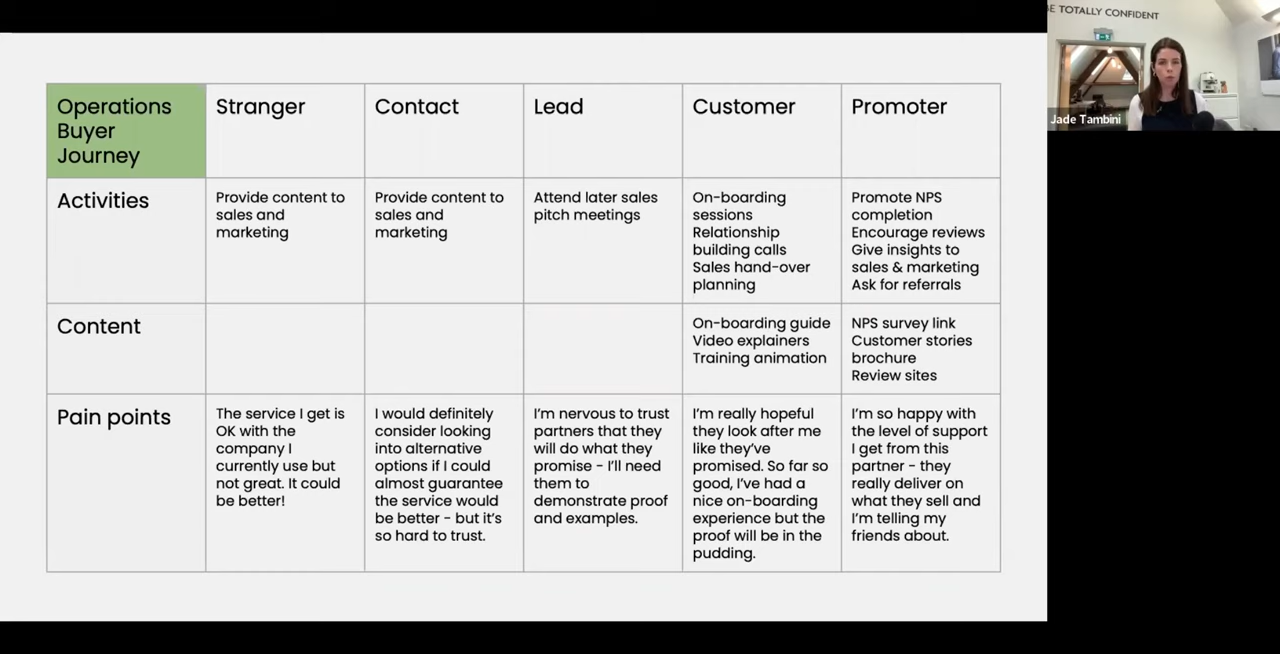 BE TOTALLY CONFIDENT
Jade Tambini
Operations
Buyer
Journey
Stranger
Contact
Lead
Customer
Promoter
Activities
Provide content to
sales and
marketing
Provide content to
sales and
marketing
Attend later sales
pitch meetings
On-boarding
sessions
Relationship
building calls
Sales hand-over
planning
Promote NPS
completion
Encourage reviews
Give insights to
sales & marketing
Ask for referrals
Content
On-boarding guide
Video explainers
Training animation
NPS survey link
Customer stories
brochure
Review sites
Pain points
The service I get is
OK with the
company I
currently use but
not great. It could
be better!
I would definitely
consider looking
into alternative
options if I could
almost guarantee
the service would
be better - but it's
so hard to trust.
I'm nervous to trust
partners that they
will do what they
promise - I'll need
them to
demonstrate proof
and examples.
I'm really hopeful
they look after me
like they've
promised. So far so
good, I've had a
nice on-boarding
experience but the
proof will be in the
pudding.
I'm so happy with
the level of support
I get from this
partner - they
really deliver on
what they sell and
I'm telling my
friends about.